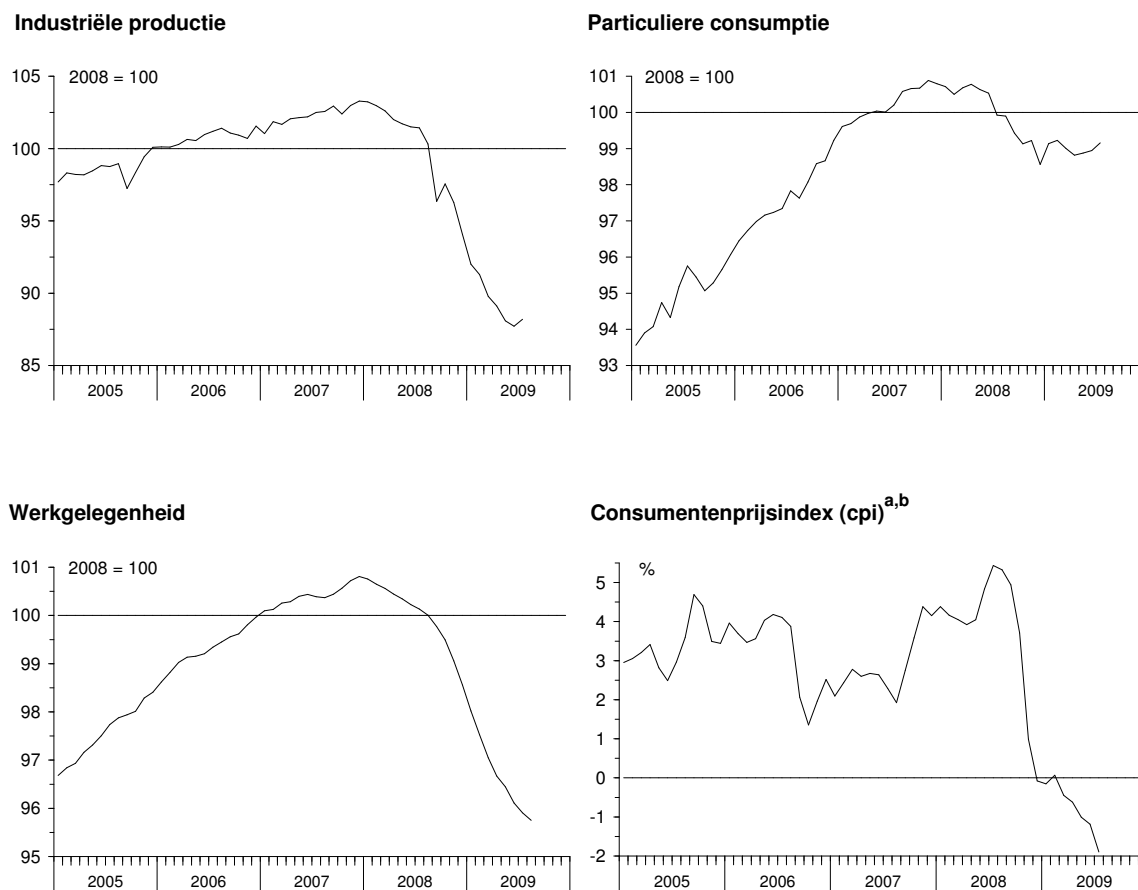 Industriële productie
2008 = 100
105
100
95
90
85
2005 2006 2007 2008 2009
Particuliere consumptie
2008 = 100
101
100
99
98
97
96
95
94
93
2005 2006 2007 2008 2009
Werkgelegenheid
2008 = 100
101
100
99
98
97
96
95
2005 2006 2007 2008 2009
Consumentenprijsindex (cpi)a,b
%
5
4
3
2
1
0
-1
-2
2005 2006 2007 2008 2009